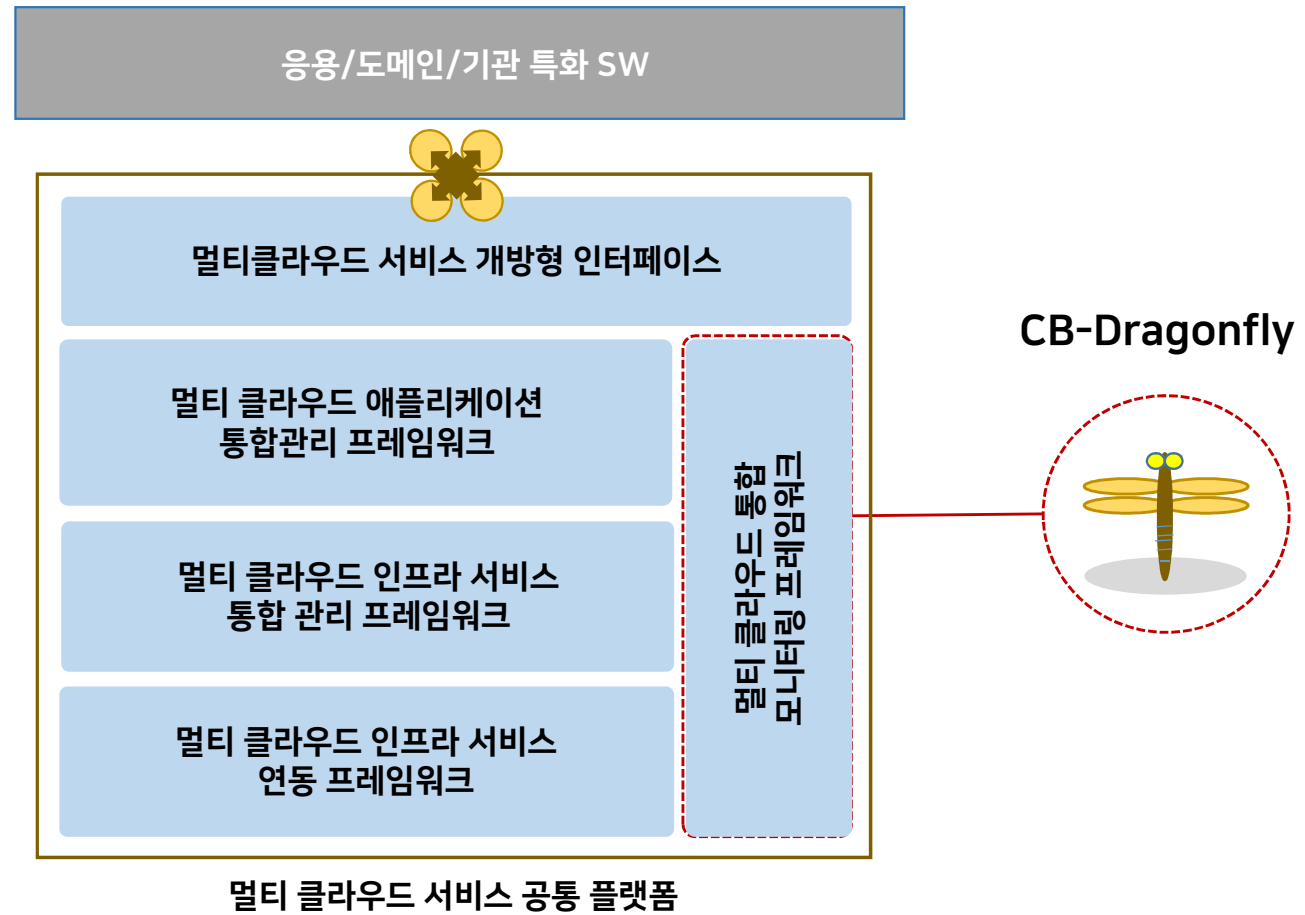 응용/도메인/기관 특화 SW
멀티클라우드 서비스 개방형 인터페이스
멀티 클라우드 애플리케이션
통합관리 프레임워크
멀티 클라우드 인프라 서비스
통합 관리 프레임워크
멀티 클라우드 인프라 서비스
연동 프레임워크
멀티 클라우드 통합
모니터링 프레임워크
CB-Dragonfly
멀티 클라우드 서비스 공통 플랫폼